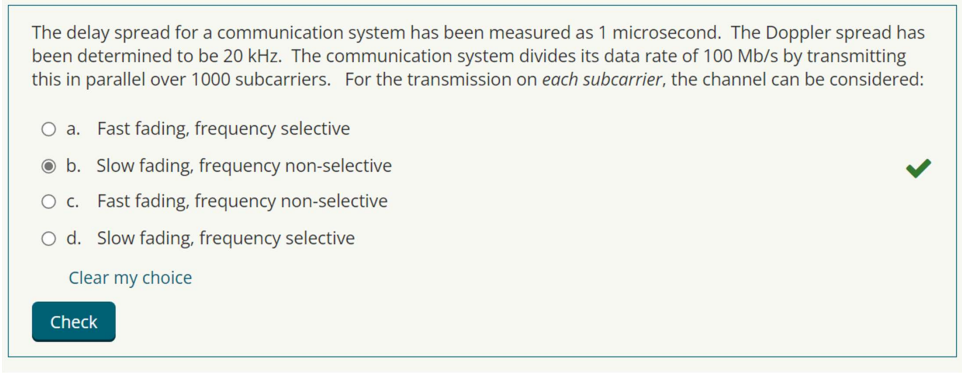 The delay spread for a communication system has been measured as 1 microsecond. The Doppler spread has
been determined to be 20 kHz. The communication system divides its data rate of 100 Mb/s by transmitting
this in parallel over 1000 subcarriers. For the transmission on each subcarrier, the channel can be considered:
a. Fast fading, frequency selective
b. Slow fading, frequency non-selective
c. Fast fading, frequency non-selective
d. Slow fading, frequency selective
Clear my choice
Check